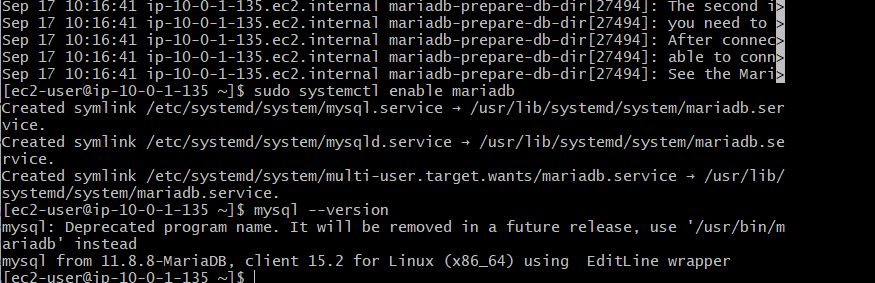 Sep 17 10:16:41 ip-10-0-1-135.ec2.internal mariadb-prepare-db-dir[27494]: The second i>
Sep 17 10:16:41 ip-10-0-1-135.ec2.internal mariadb-prepare-db-dir[27494]: you need to >
Sep 17 10:16:41 ip-10-0-1-135.ec2.internal mariadb-prepare-db-dir[27494]: After connec>
Sep 17 10:16:41 ip-10-0-1-135.ec2.internal mariadb-prepare-db-dir[27494]: able to conn>
Sep 17 10:16:41 ip-10-0-1-135.ec2.internal mariadb-prepare-db-dir[27494]: See the Mari>
[ec2-user@ip-10-0-1-135 ~]$ sudo systemctl enable mariadb
Created symlink /etc/systemd/system/mysql.service → /usr/lib/systemd/system/mariadb.ser
vice.
Created symlink /etc/systemd/system/mysqld.service → /usr/lib/systemd/system/mariadb.se
rvice.
Created symlink /etc/systemd/system/multi-user.target.wants/mariadb.service → /usr/lib/
systemd/system/mariadb.service.
[ec2-user@ip-10-0-1-135 ~]$ mysql --version
mysql: Deprecated program name. It will be removed in a future release, use '/usr/bin/m
ariadb' instead
mysql from 11.8.8-MariaDB, client 15.2 for Linux (x86_64) using  EditLine wrapper
[ec2-user@ip-10-0-1-135 ~]$